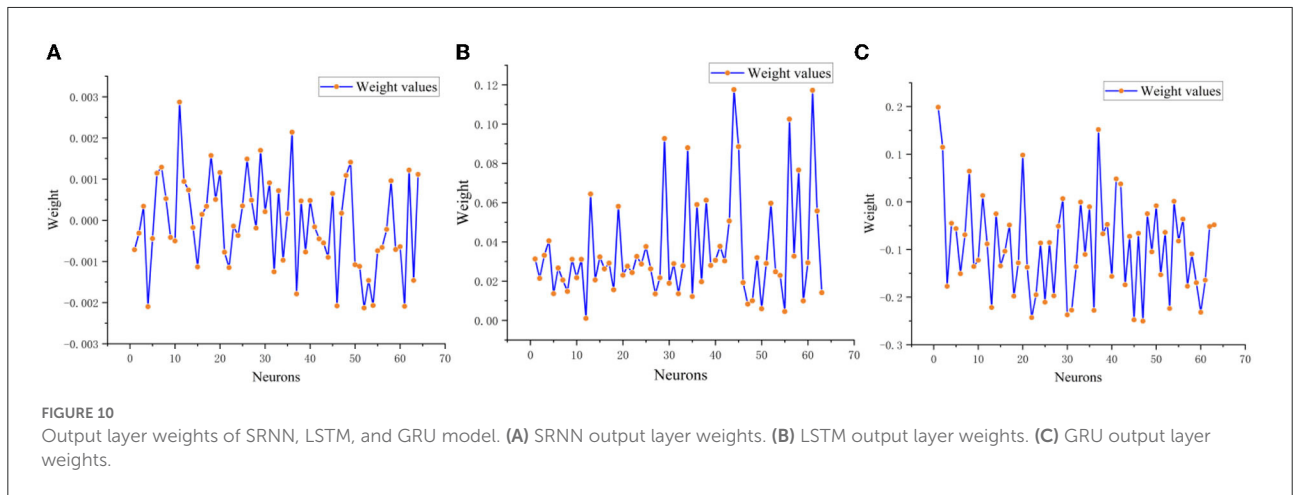 A
Weight values
0.003
0.002
0.001
0.000
-0.001
-0.002
-0.003
Weight
0 10 20 30 40 50 60 70
Neurons
B
Weight values
0.12
0.10
0.08
0.06
0.04
0.02
0.00
Weight
0 10 20 30 40 50 60 70
Neurons
C
Weight values
0.2
0.1
0.0
-0.1
-0.2
-0.3
Weight
0 10 20 30 40 50 60 70
Neurons
FIGURE 10
Output layer weights of SRNN, LSTM, and GRU model. (A) SRNN output layer weights. (B) LSTM output layer weights. (C) GRU output layer
weights.